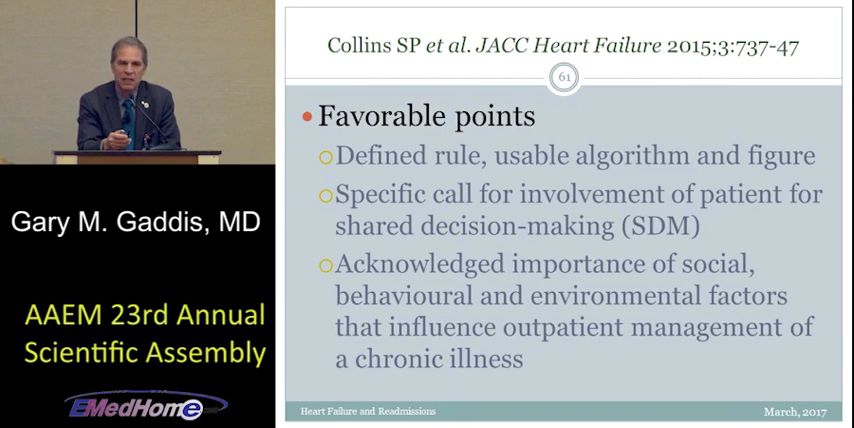 Collins SP et al. JACC Heart Failure 2015;3:737-47
61
Favorable points
Defined rule, usable algorithm and figure
Specific call for involvement of patient for
shared decision-making (SDM)
Acknowledged importance of social,
behavioural and environmental factors
that influence outpatient management of
a chronic illness
Heart Failure and Readmissions
March, 2017
Gary M. Gaddis, MD
AAEM 23rd Annual
Scientific Assembly
EMedHome